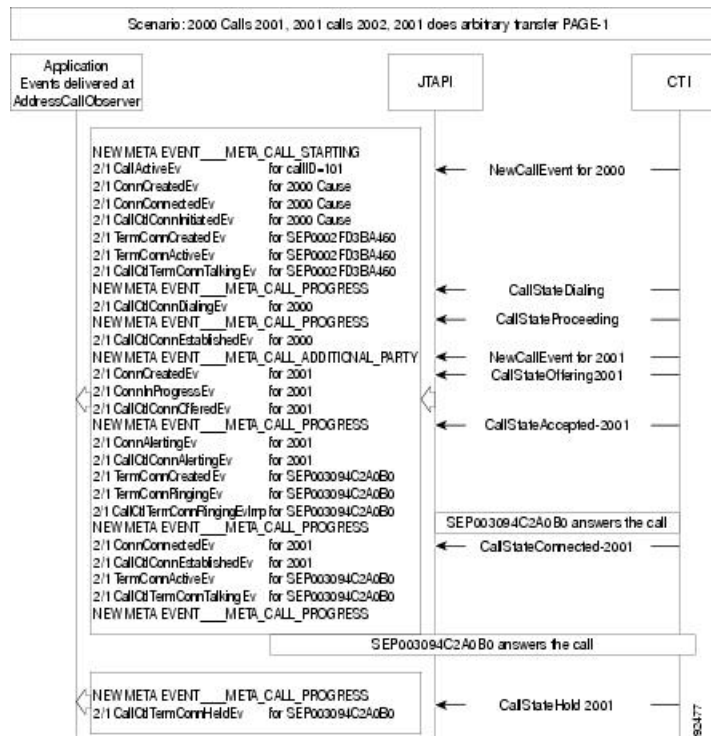 Scenario: 2000 Calls 2001, 2001 calls 2002, 2001 does arbitrary transfer PAGE-1
Application
Events delivered at
AddressCallObserver
JTAPI
CTI
NEW META EVENT____META_CALL_STARTING
2/1 CallActiveEv for callID=101
NewCallEvent for 2000
2/1 ConnCreatedEv for 2000 Cause
2/1 ConnConnectedEv for 2000 Cause
2/1 CallCtlConnInitiatedEv for 2000 Cause
2/1 TermConnCreatedEv for SEP0002FD3BA460
2/1 TermConnActiveEv for SEP0002FD3BA460
2/1 CallCtlTermConnTalkingEv for SEP0002FD3BA460
NEW META EVENT____META_CALL_PROGRESS
CallStateDialing
2/1 CallCtlConnDialingEv for 2000
NEW META EVENT____META_CALL_PROGRESS
CallStateProceeding
2/1 CallCtlConnEstablishedEv for 2000
NEW META EVENT____META_CALL_ADDITIONAL_PARTY
NewCallEvent for 2001
2/1 ConnCreatedEv for 2001
CallStateOffering2001
2/1 ConnInProgressEv for 2001
2/1 CallCtlConnOfferedEv for 2001
NEW META EVENT____META_CALL_PROGRESS
CallStateAccepted-2001
2/1 ConnAlertingEv for 2001
2/1 CallCtlConnAlertingEv for 2001
2/1 TermConnCreatedEv for SEP003094C2A0B0
2/1 TermConnRingingEv for SEP003094C2A0B0
2/1 CallCtlTermConnRingingEvImp for SEP003094C2A0B0
NEW META EVENT____META_CALL_PROGRESS
SEP003094C2A0B0 answers the call
2/1 ConnConnectedEv for 2001
CallStateConnected-2001
2/1 CallCtlConnEstablishedEv for 2001
2/1 TermConnActiveEv for SEP003094C2A0B0
2/1 CallCtlTermConnTalkingEv for SEP003094C2A0B0
NEW META EVENT____META_CALL_PROGRESS
SEP003094C2A0B0 answers the call
NEW META EVENT____META_CALL_PROGRESS
2/1 CallCtlTermConnHeldEv for SEP003094C2A0B0
CallStateHold 2001
92477